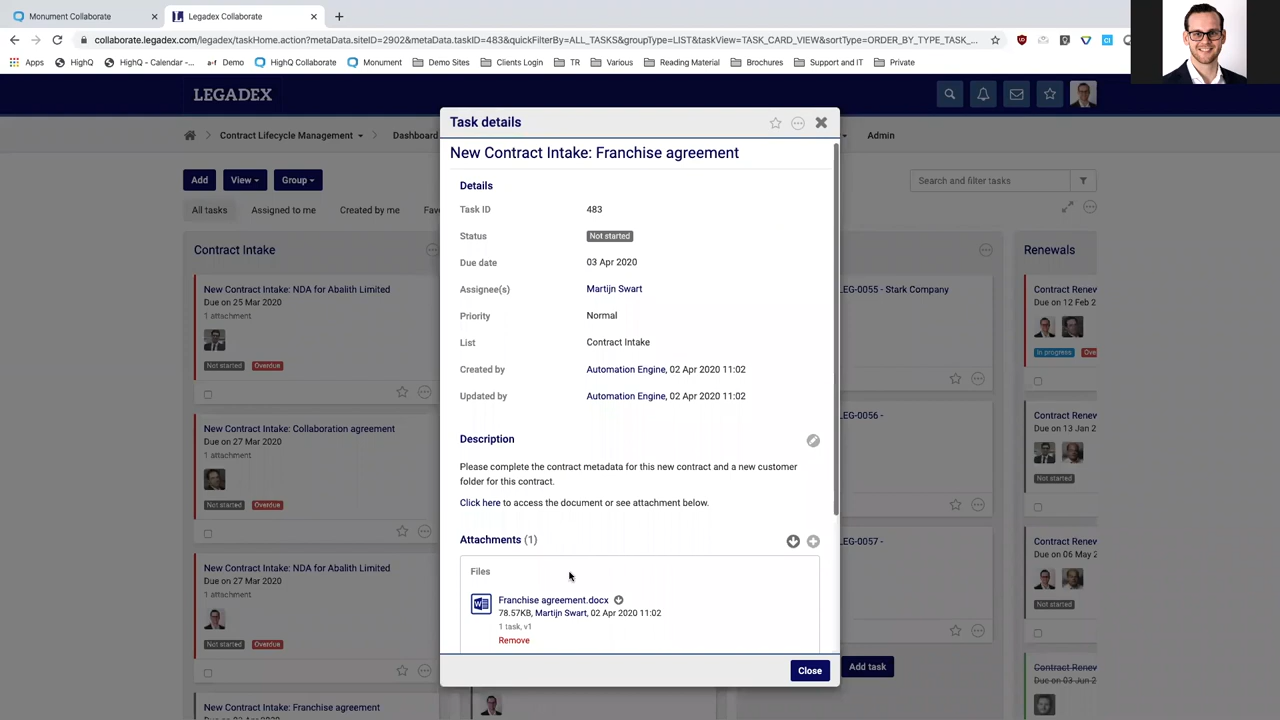 Monument Collaborate
Legadex Collaborate
collaborate.legadex.com/legadex/taskHome.action?metaData.siteID=2902&metaData.taskID=483&quickFilterBy=ALL_TASKS&groupType=LIST&taskView=TASK_CARD_VIEW&sortType=ORDER_BY_TYPE_TASK_...
Apps HighQ HighQ - Calendar -... Demo HighQ Collaborate Monument Demo Sites Clients Login TR Various Reading Material Brochures Support and IT Private
LEGADEX
Contract Lifecycle Management Dashboard Admin
Add View Group Search and filter tasks
All tasks Assigned to me Created by me Fav
Contract Intake
New Contract Intake: NDA for Abalith Limited
Due on 25 Mar 2020
1 attachment
Not started Overdue
New Contract Intake: Collaboration agreement
Due on 27 Mar 2020
1 attachment
Not started Overdue
New Contract Intake: NDA for Abalith Limited
Due on 27 Mar 2020
1 attachment
Not started Overdue
New Contract Intake: Franchise agreement
Task details
New Contract Intake: Franchise agreement
Details
Task ID 483
Status Not started
Due date 03 Apr 2020
Assignee(s) Martijn Swart
Priority Normal
List Contract Intake
Created by Automation Engine, 02 Apr 2020 11:02
Updated by Automation Engine, 02 Apr 2020 11:02
Description
Please complete the contract metadata for this new contract and a new customer
folder for this contract.
Click here to access the document or see attachment below.
Attachments (1)
Files
Franchise agreement.docx
78.57KB, Martijn Swart, 02 Apr 2020 11:02
1 task, v1
Remove
Close
LEG-0055 - Stark Company
LEG-0056 -
LEG-0057 -
Add task
Renewals
Contract Renew
Due on 12 Feb 2
In progress Ove
Contract Renew
Due on 13 Jan 2
Not started
Contract Renew
Due on 06 May 2
Not started
Contract Renew
Due on 03 Jun 2